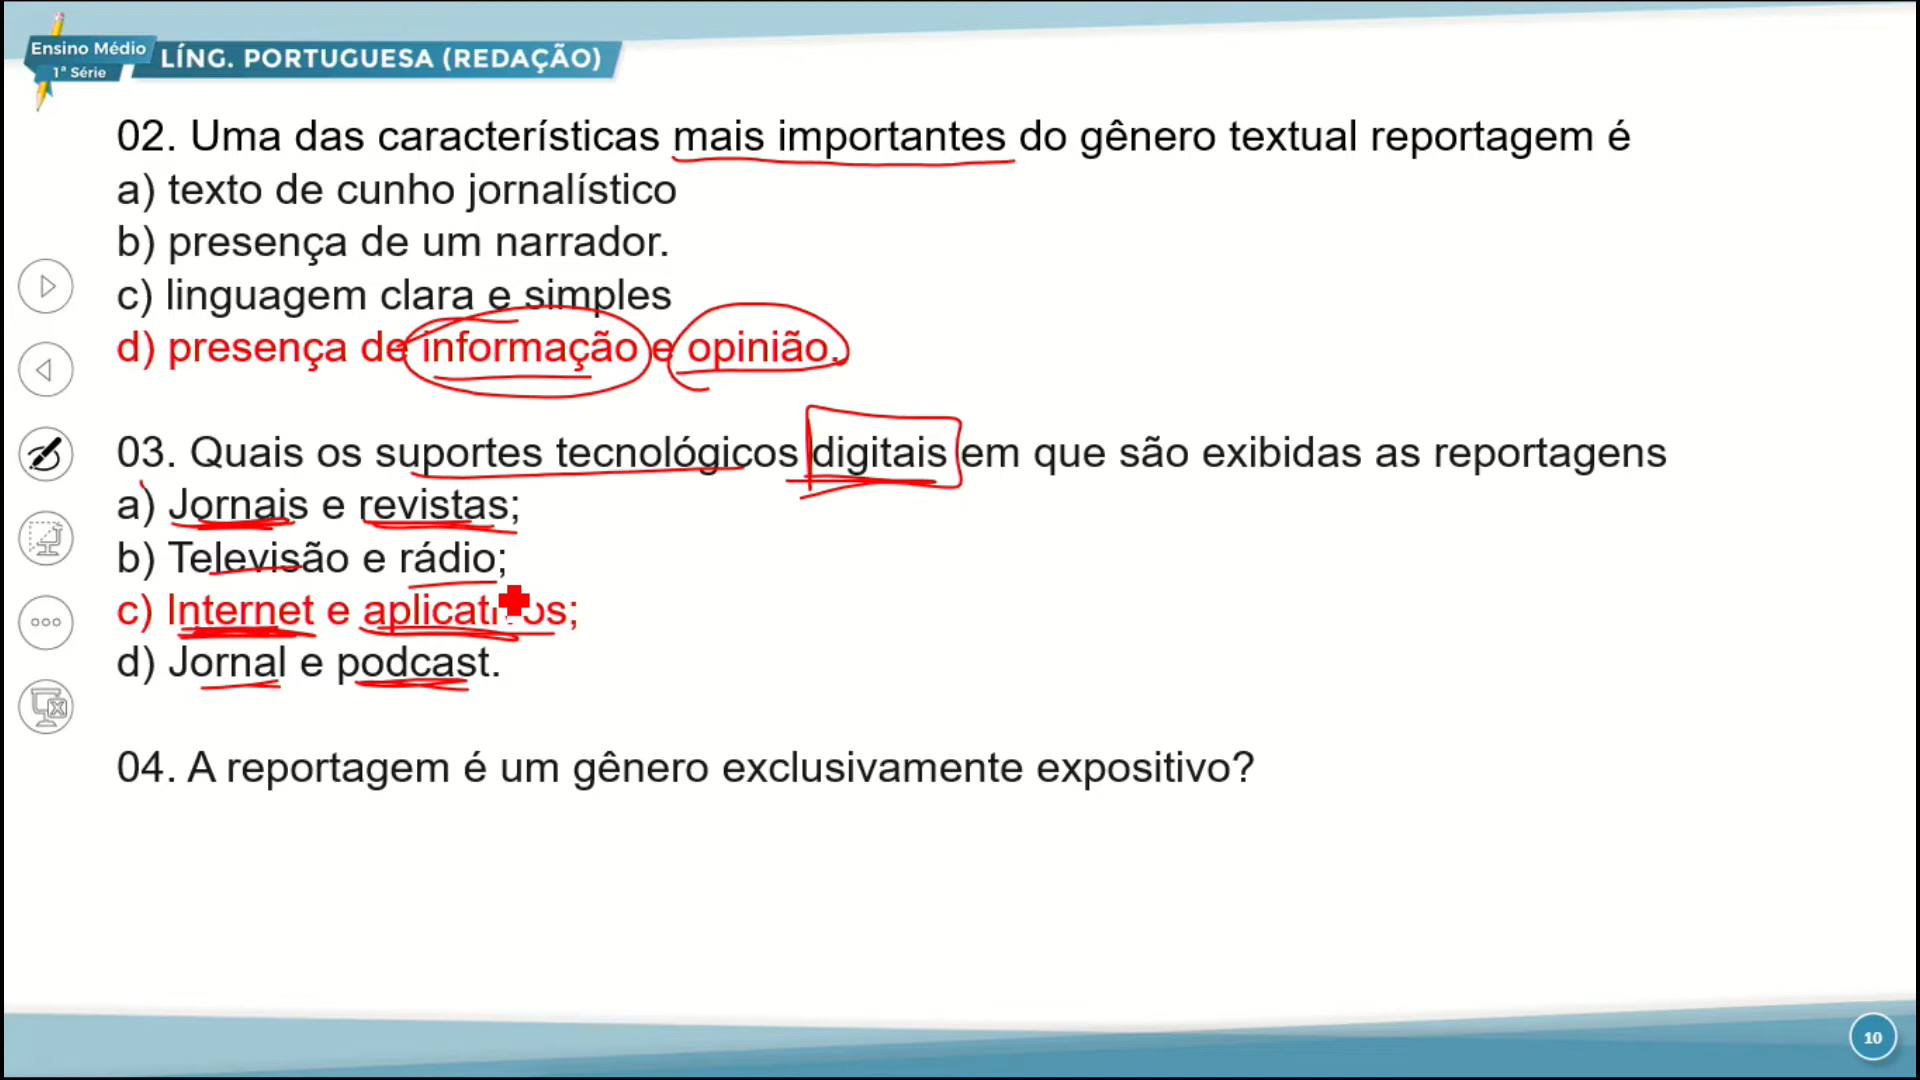 Ensino Médio
1ª Série
LÍNG. PORTUGUESA (REDAÇÃO)
02. Uma das características mais importantes do gênero textual reportagem é
a) texto de cunho jornalístico
b) presença de um narrador.
c) linguagem clara e simples
d) presença de informação e opinião.
03. Quais os suportes tecnológicos digitais em que são exibidas as reportagens
a) Jornais e revistas;
b) Televisão e rádio;
c) Internet e aplicativos;
d) Jornal e podcast.
04. A reportagem é um gênero exclusivamente expositivo?
10